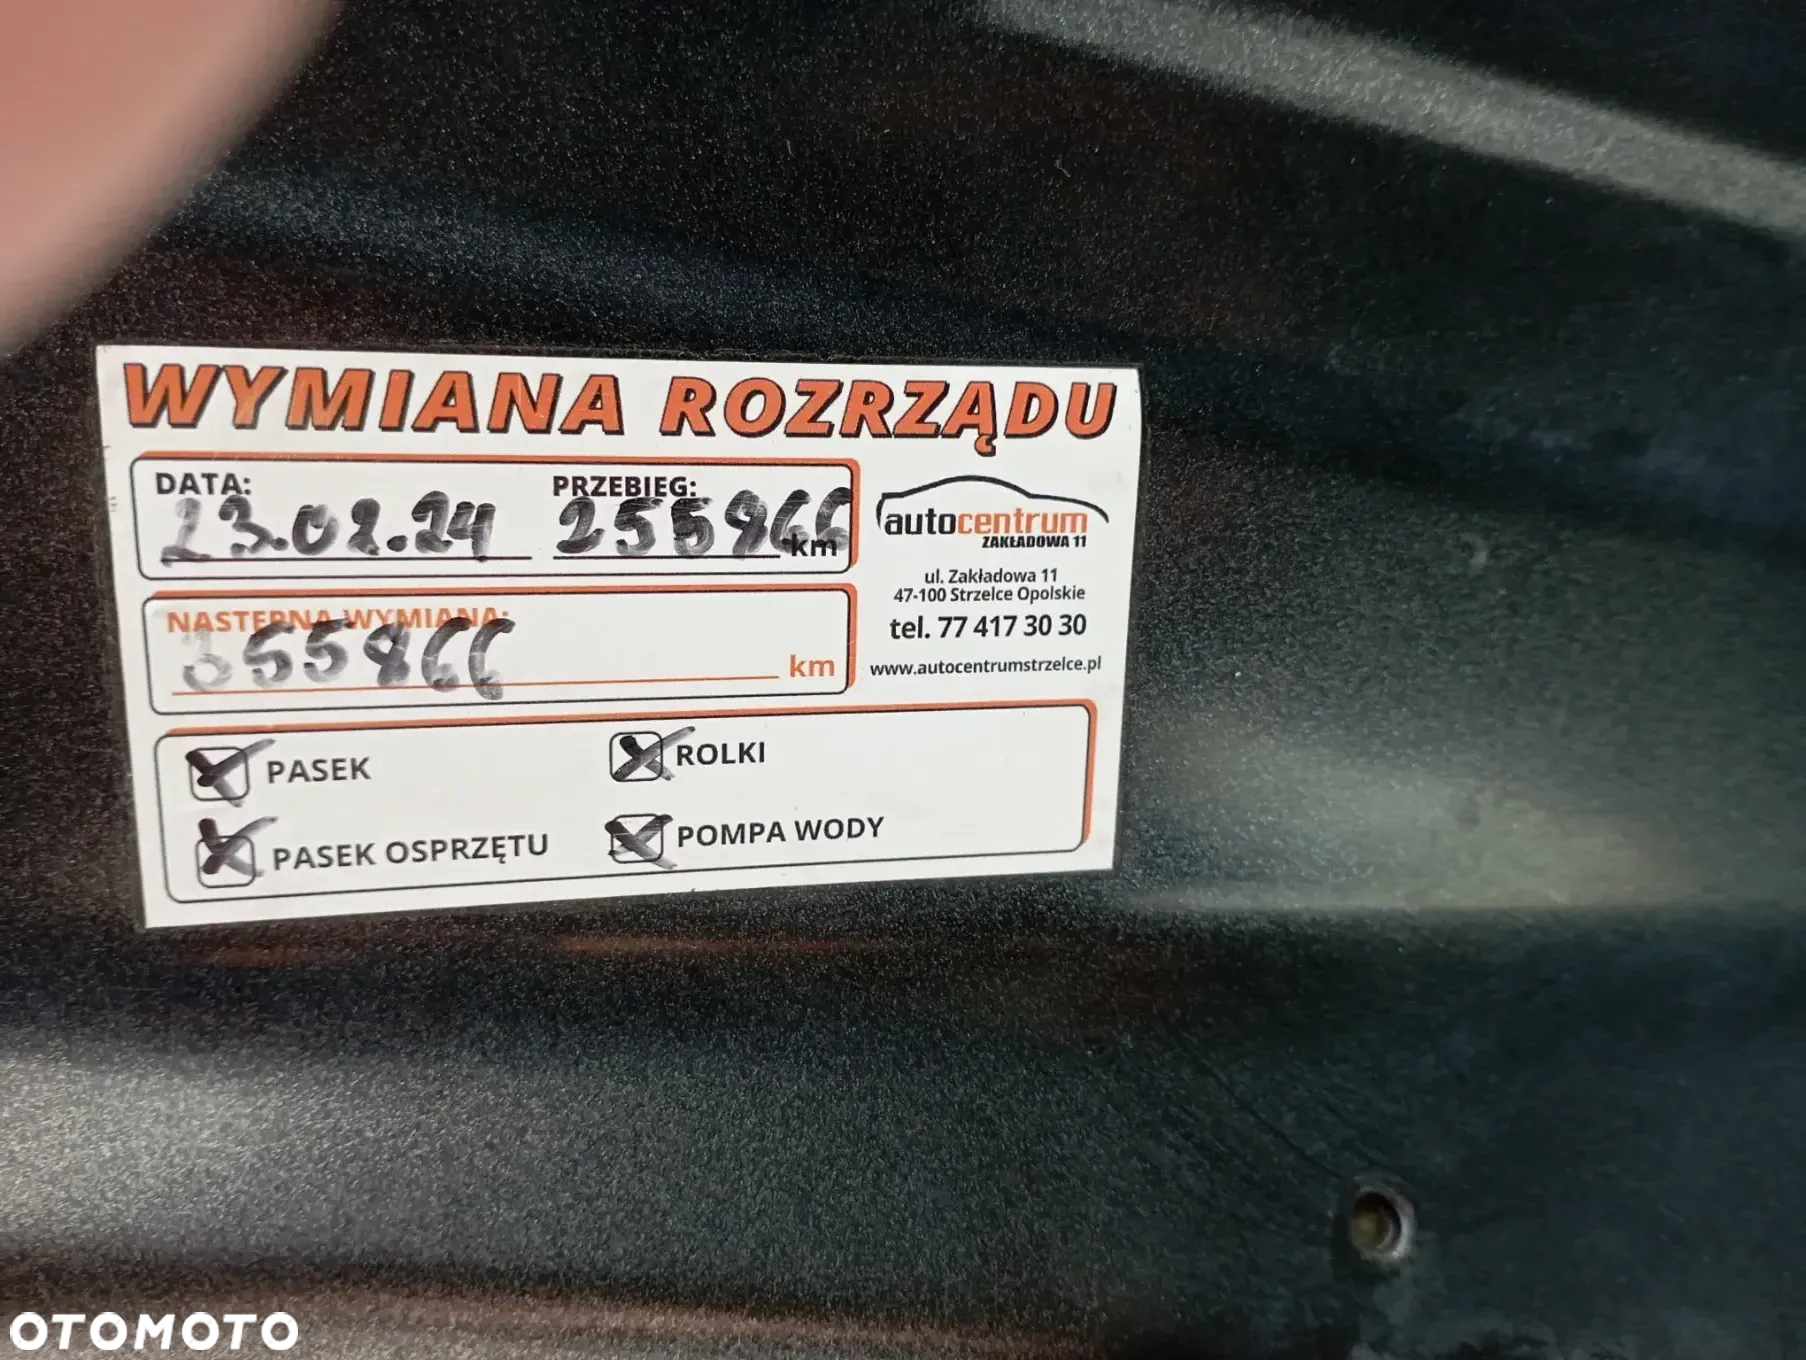 WYMIANA ROZRZĄDU
DATA: 23.02.24 PRZEBIEG: 255866 km
autocentrum
ZAKŁADOWA 11
ul. Zakładowa 11
47-100 Strzelce Opolskie
tel. 77 417 30 30
www.autocentrumstrzelce.pl
NASTĘPNA WYMIANA:
355866 km
PASEK
ROLKI
PASEK OSPRZĘTU
POMPA WODY
OTOMOTO